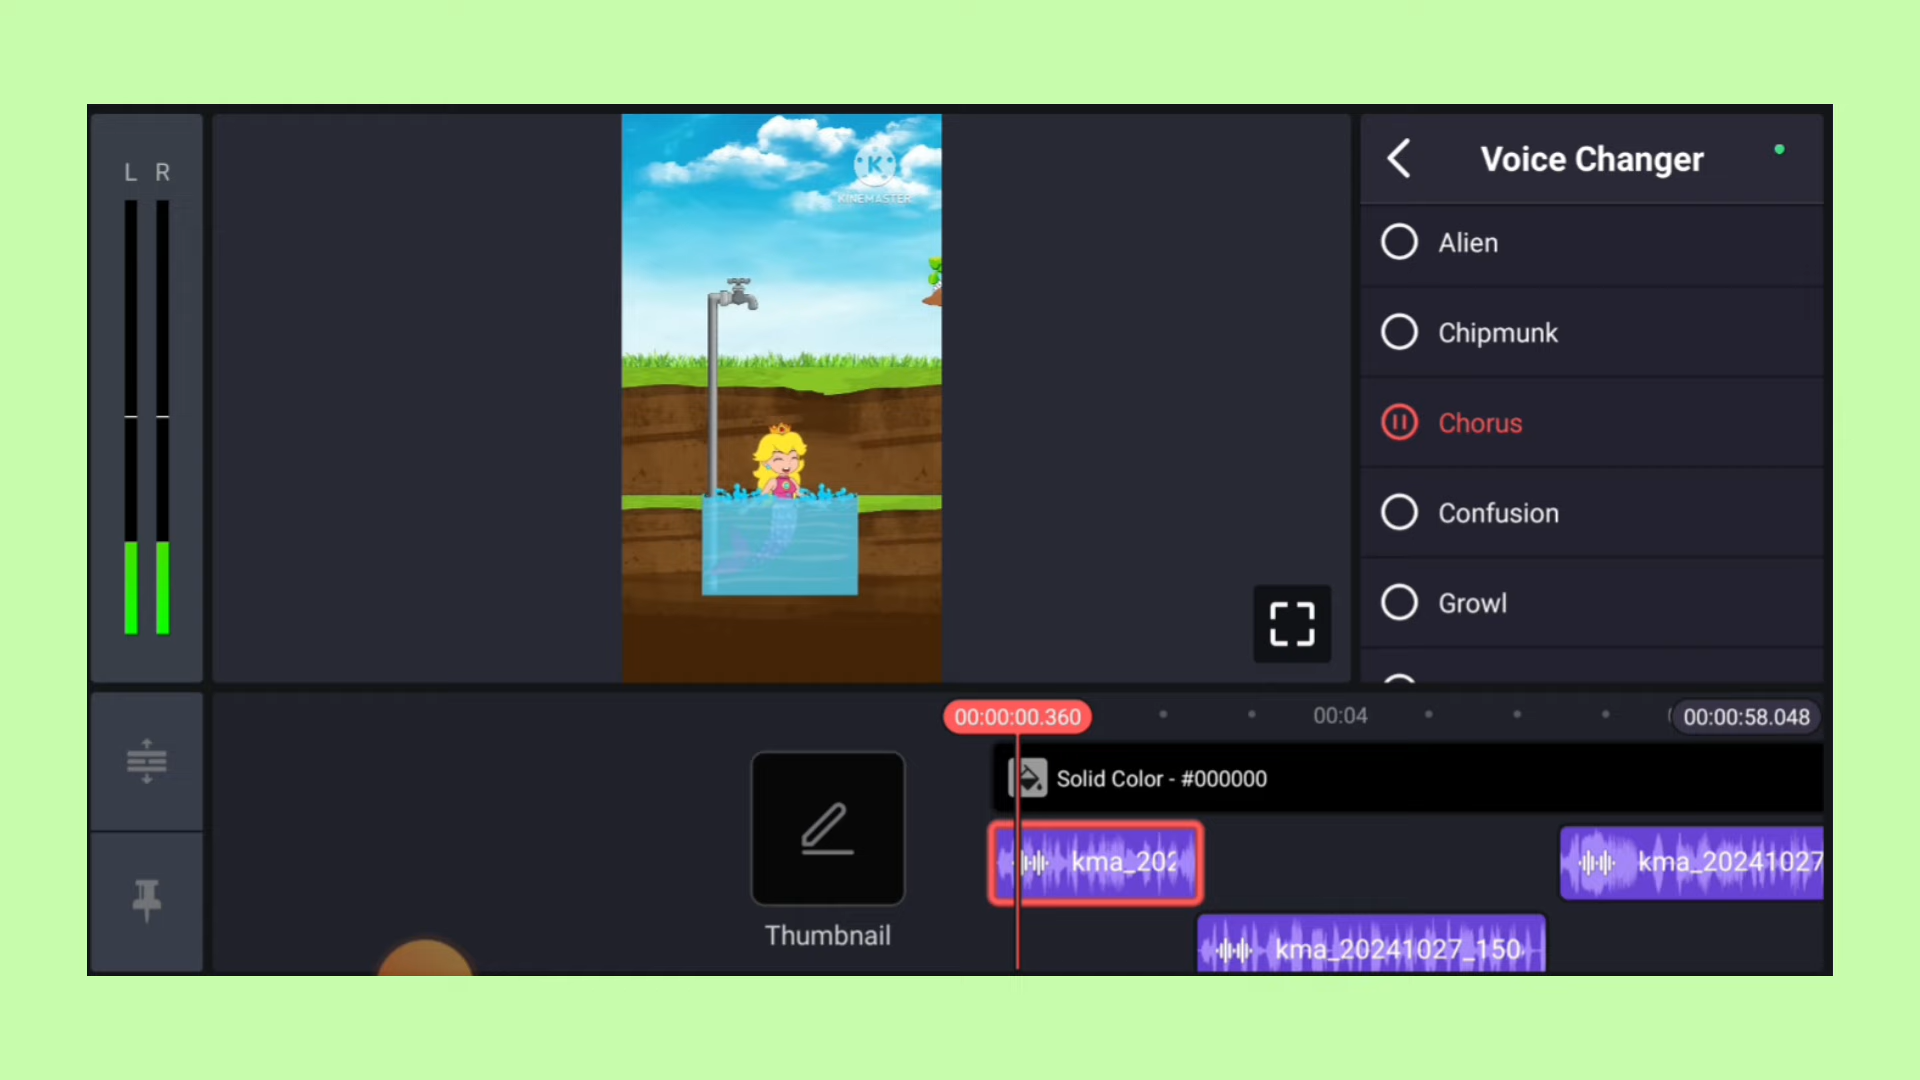 L R
KINEMASTER
Voice Changer
Alien
Chipmunk
Chorus
Confusion
Growl
00:00:00.360
00:04
00:00:58.048
Solid Color - #000000
kma_202
kma_20241027
Thumbnail
kma_20241027_150